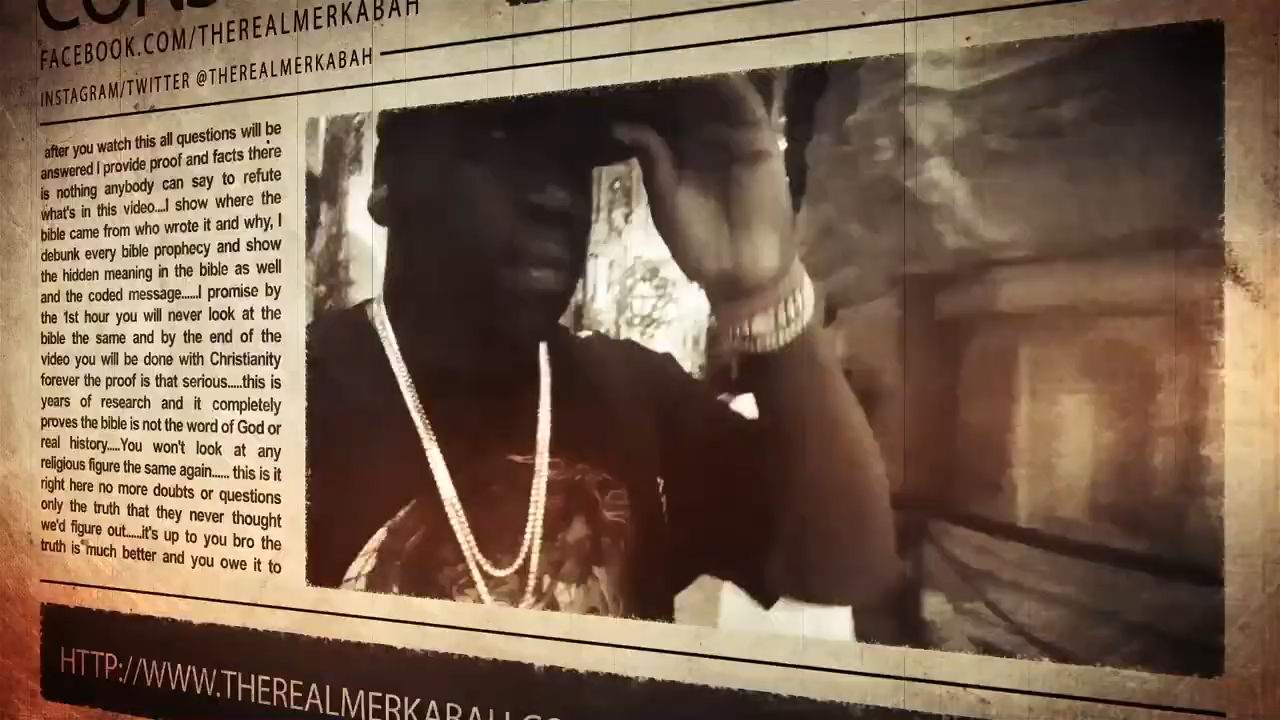 FACEBOOK.COM/THEREALMERKABAH
INSTAGRAM/TWITTER @THEREALMERKABAH
after you watch this all questions will be
answered I provide proof and facts there
is nothing anybody can say to refute
what's in this video....I show where the
bible came from who wrote it and why, I
debunk every bible prophecy and show
the hidden meaning in the bible as well
and the coded message......I promise by
the 1st hour you will never look at the
bible the same and by the end of the
video you will be done with Christianity
forever the proof is that serious.....this is
years of research and it completely
proves the bible is not the word of God or
real history.....You won't look at any
religious figure the same again...... this is it
right here no more doubts or questions
only the truth that they never thought
we'd figure out.....it's up to you bro the
truth is much better and you owe it to
HTTP://WWW.THEREALMERKABAH.CO